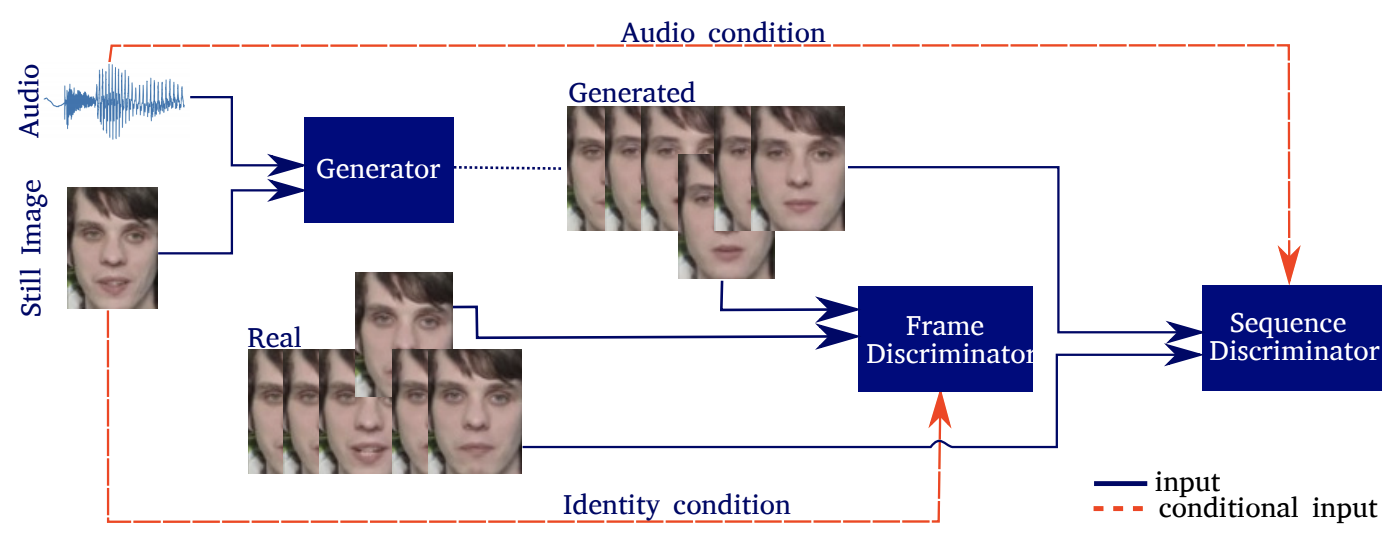 Audio condition
Audio
Generated
Generator
Still Image
Real
Frame
Discriminator
Sequence
Discriminator
Identity condition
input
conditional input